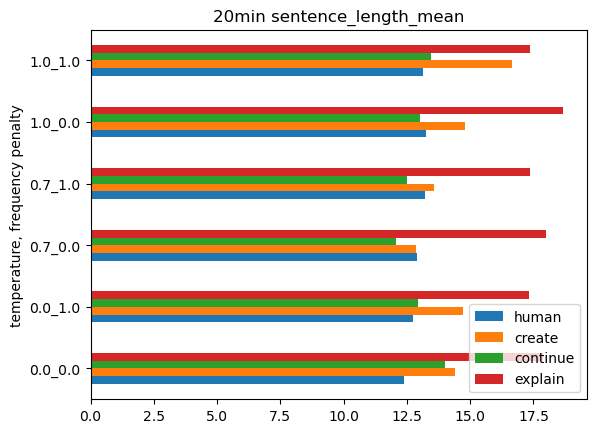 20min sentence_length_mean
temperature, frequency penalty
1.0_1.0
1.0_0.0
0.7_1.0
0.7_0.0
0.0_1.0
0.0_0.0
human
create
continue
explain
0.0 2.5 5.0 7.5 10.0 12.5 15.0 17.5